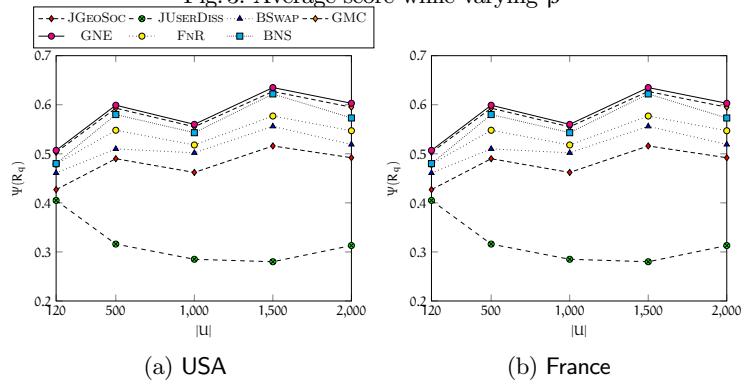 Fig. 3: Average score while varying β
JGeoSoc JUserDiss BSwap GMC
GNE FnR BNS
0.7 0.7
0.6 0.6
0.5 0.5
0.4 0.4
0.3 0.3
0.2 0.2
Ψ(Rq) Ψ(Rq)
120 500 1,000 1,500 2,000 120 500 1,000 1,500 2,000
|U| |U|
(a) USA (b) France